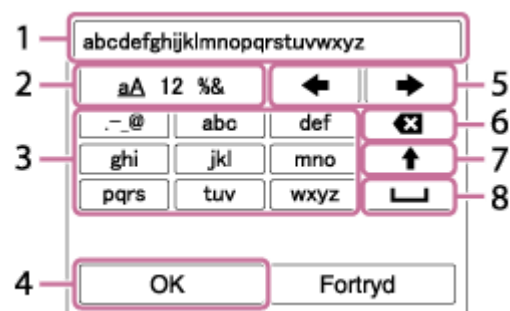 1 abcdefghijklmnopqrstuvwxyz
2 aA 12 %& 5
.-_@ abc def 6
3 ghi jkl mno 7
pqrs tuv wxyz 8
4 OK Fortryd